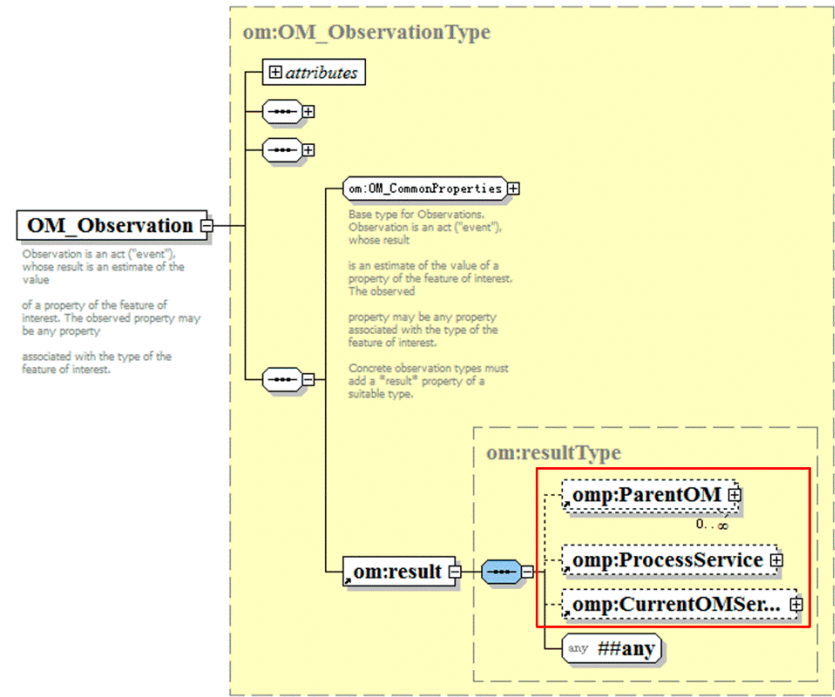 om:OM_ObservationType
attributes
om:OM_CommonProperties
Base type for Observations.
Observation is an act ("event"),
whose result
is an estimate of the value of a
property of the feature of interest.
The observed
property may be any property
associated with the type of the
feature of interest.
Concrete observation types must
add a "result" property of a
suitable type.
OM_Observation
Observation is an act ("event"),
whose result is an estimate of the
value
of a property of the feature of
interest. The observed property may
be any property
associated with the type of the
feature of interest.
om:resultType
omp:ParentOM
0..∞
omp:ProcessService
om:result
omp:CurrentOMSer...
any ##any